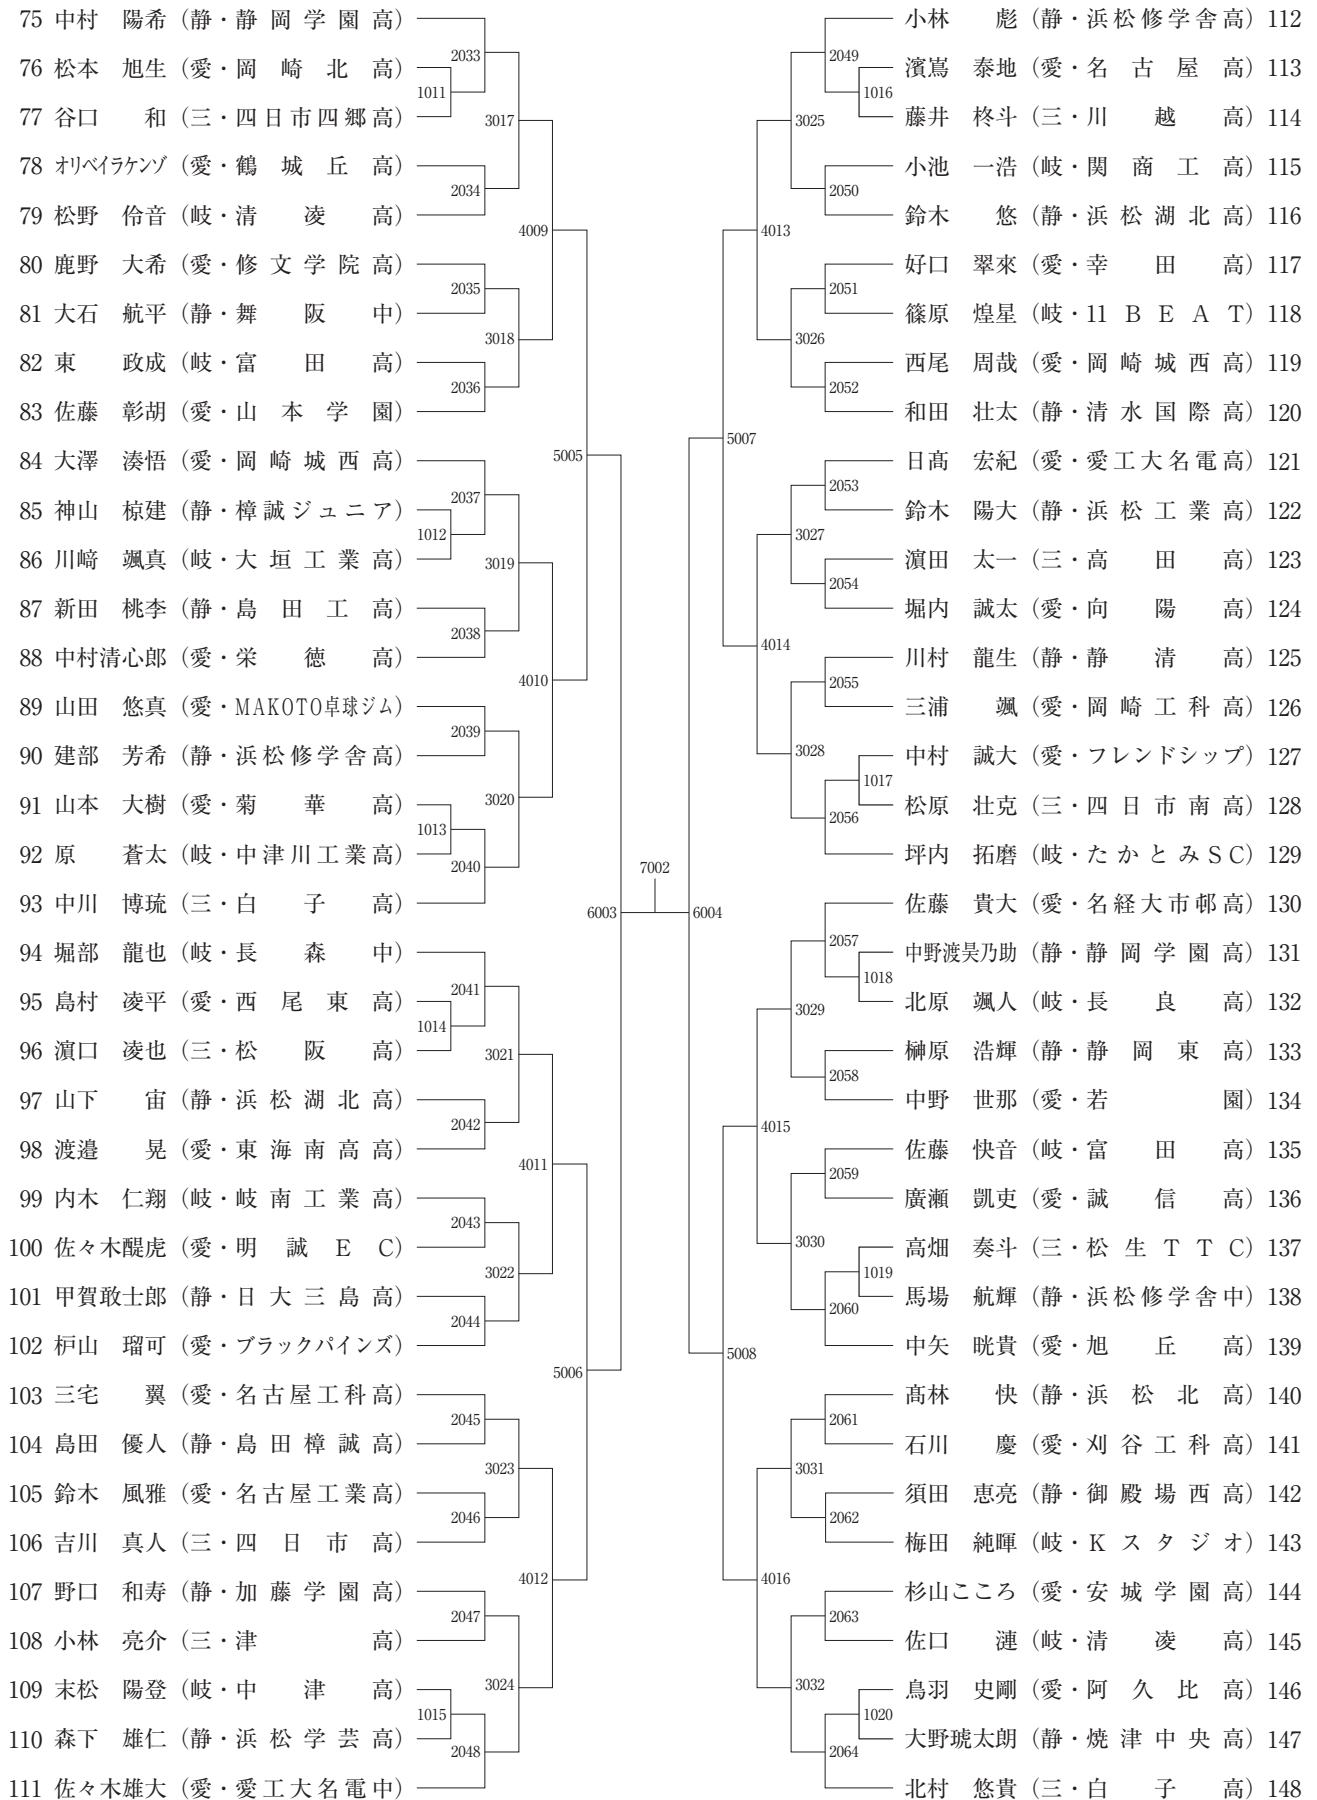 75 中村 陽希 (静・静岡学園高)
76 松本 旭生 (愛・岡崎北高)
77 谷口 和 (三・四日市四郷高)
78 オリベイラケンゾ (愛・鶴城丘高)
79 松野 伶音 (岐・清凌高)
80 鹿野 大希 (愛・修文学院高)
81 大石 航平 (静・舞阪中)
82 東 政成 (岐・富田高)
83 佐藤 彰胡 (愛・山本学園)
84 大澤 湊悟 (愛・岡崎城西高)
85 神山 椋建 (静・樟誠ジュニア)
86 川﨑 颯真 (岐・大垣工業高)
87 新田 桃李 (静・島田工高)
88 中村清心郎 (愛・栄徳高)
89 山田 悠真 (愛・MAKOTO卓球ジム)
90 建部 芳希 (静・浜松修学舎高)
91 山本 大樹 (愛・菊華高)
92 原 蒼太 (岐・中津川工業高)
93 中川 博琉 (三・白子高)
94 堀部 龍也 (岐・長森中)
95 島村 凌平 (愛・西尾東高)
96 濵口 凌也 (三・松阪高)
97 山下 宙 (静・浜松湖北高)
98 渡邉 晃 (愛・東海南高高)
99 内木 仁翔 (岐・岐南工業高)
100 佐々木醍虎 (愛・明誠EC)
101 甲賀敢士郎 (静・日大三島高)
102 枦山 瑠可 (愛・ブラックパインズ)
103 三宅 翼 (愛・名古屋工科高)
104 島田 優人 (静・島田樟誠高)
105 鈴木 風雅 (愛・名古屋工業高)
106 吉川 真人 (三・四日市高)
107 野口 和寿 (静・加藤学園高)
108 小林 亮介 (三・津高)
109 末松 陽登 (岐・中津高)
110 森下 雄仁 (静・浜松学芸高)
111 佐々木雄大 (愛・愛工大名電中)
2033
1011
3017
2034
4009
2035
3018
2036
5005
2037
1012
3019
2038
4010
2039
3020
1013
2040
6003
2041
1014
3021
2042
4011
2043
3022
2044
5006
2045
3023
2046
4012
2047
3024
1015
2048
7002
2049
1016
3025
2050
4013
2051
3026
2052
5007
2053
3027
2054
4014
2055
3028
1017
2056
6004
2057
1018
3029
2058
4015
2059
3030
1019
2060
5008
2061
3031
2062
4016
2063
3032
1020
2064
小林 彪 (静・浜松修学舎高) 112
濱嶌 泰地 (愛・名古屋高) 113
藤井 柊斗 (三・川越高) 114
小池 一浩 (岐・関商工高) 115
鈴木 悠 (静・浜松湖北高) 116
好口 翠來 (愛・幸田高) 117
篠原 煌星 (岐・11BEAT) 118
西尾 周哉 (愛・岡崎城西高) 119
和田 壮太 (静・清水国際高) 120
日髙 宏紀 (愛・愛工大名電高) 121
鈴木 陽大 (静・浜松工業高) 122
濵田 太一 (三・高田高) 123
堀内 誠太 (愛・向陽高) 124
川村 龍生 (静・静清高) 125
三浦 颯 (愛・岡崎工科高) 126
中村 誠大 (愛・フレンドシップ) 127
松原 壮克 (三・四日市南高) 128
坪内 拓磨 (岐・たかとみSC) 129
佐藤 貴大 (愛・名経大市邨高) 130
中野渡昊乃助 (静・静岡学園高) 131
北原 颯人 (岐・長良高) 132
榊原 浩輝 (静・静岡東高) 133
中野 世那 (愛・若園) 134
佐藤 快音 (岐・富田高) 135
廣瀬 凱吏 (愛・誠信高) 136
高畑 奏斗 (三・松生TTC) 137
馬場 航輝 (静・浜松修学舎中) 138
中矢 晄貴 (愛・旭丘高) 139
髙林 快 (静・浜松北高) 140
石川 慶 (愛・刈谷工科高) 141
須田 恵亮 (静・御殿場西高) 142
梅田 純暉 (岐・Kスタジオ) 143
杉山こころ (愛・安城学園高) 144
佐口 漣 (岐・清凌高) 145
鳥羽 史剛 (愛・阿久比高) 146
大野琥太朗 (静・焼津中央高) 147
北村 悠貴 (三・白子高) 148